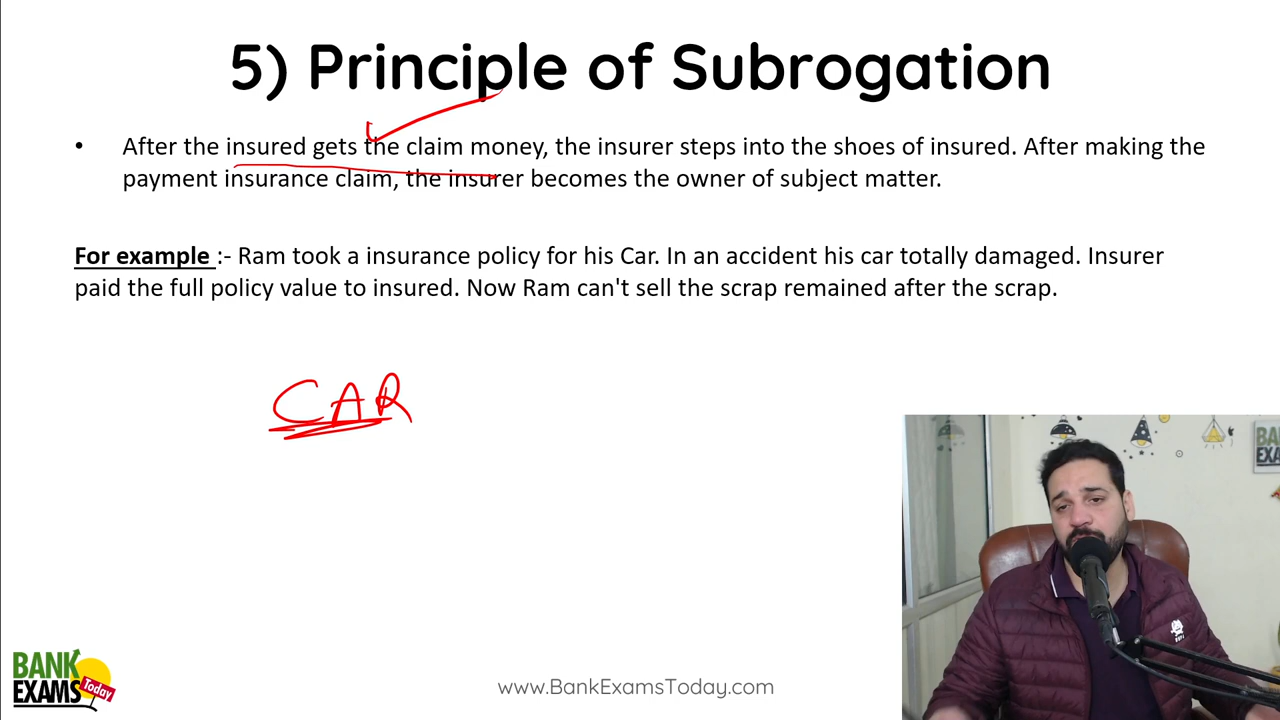 5) Principle of Subrogation
• After the insured gets the claim money, the insurer steps into the shoes of insured. After making the
payment insurance claim, the insurer becomes the owner of subject matter.
For example :- Ram took a insurance policy for his Car. In an accident his car totally damaged. Insurer
paid the full policy value to insured. Now Ram can't sell the scrap remained after the scrap.
CAR
BANK
EXAMS
Today
www.BankExamsToday.com